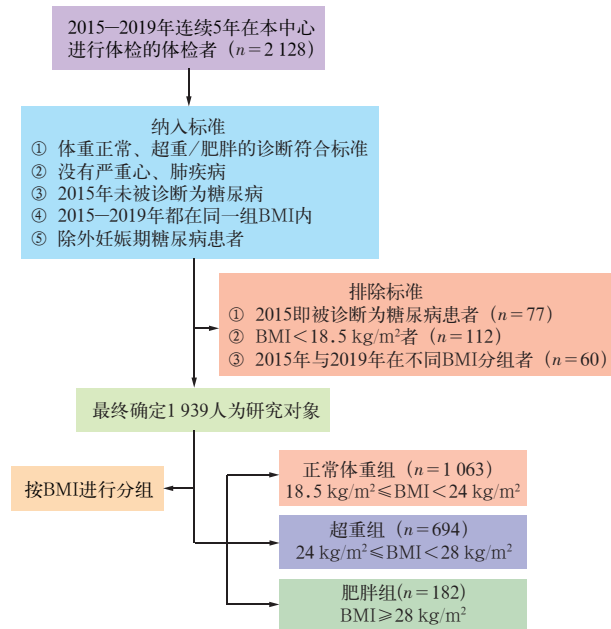 2015—2019年连续5年在本中心
进行体检的体检者（n＝2 128）
纳入标准
① 体重正常、超重/肥胖的诊断符合标准
② 没有严重心、肺疾病
③ 2015年未被诊断为糖尿病
④ 2015—2019年都在同一组BMI内
⑤ 除外妊娠期糖尿病患者
排除标准
① 2015即被诊断为糖尿病患者（n＝77）
② BMI＜18.5 kg/m²者（n＝112）
③ 2015年与2019年在不同BMI分组者（n＝60）
最终确定1 939人为研究对象
按BMI进行分组
正常体重组（n＝1 063）
18.5 kg/m²≤BMI＜24 kg/m²
超重组（n＝694）
24 kg/m²≤BMI＜28 kg/m²
肥胖组(n＝182)
BMI≥28 kg/m²